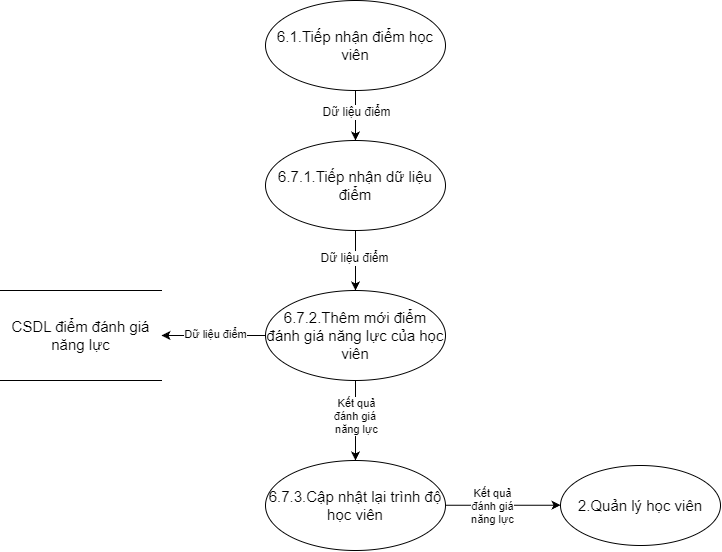 6.1.Tiếp nhận điểm học
viên
Dữ liệu điểm
6.7.1.Tiếp nhận dữ liệu
điểm
Dữ liệu điểm
6.7.2.Thêm mới điểm
đánh giá năng lực của học
viên
Dữ liệu điểm
CSDL điểm đánh giá
năng lực
Kết quả
đánh giá
năng lực
6.7.3.Cập nhật lại trình độ
học viên
Kết quả
đánh giá
năng lực
2.Quản lý học viên